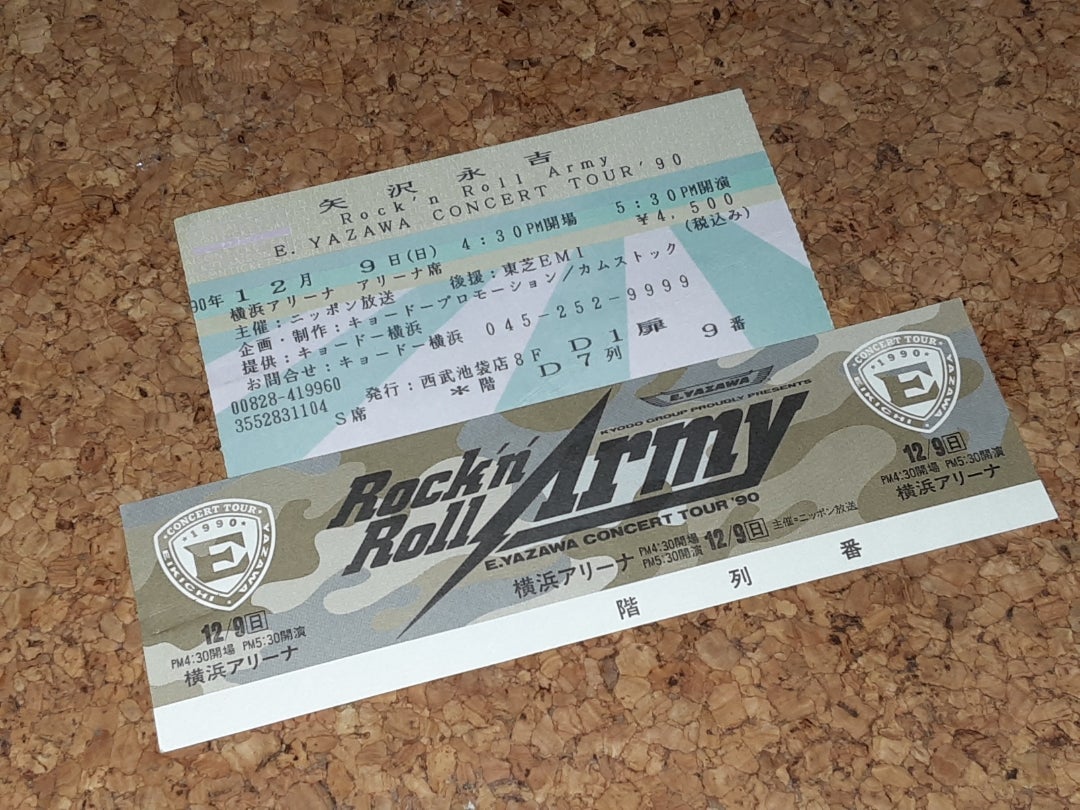 矢沢永吉
Rock'n Roll Army
E. YAZAWA CONCERT TOUR'90
90年12月 9日(日) 4:30PM開場 5:30PM開演
横浜アリーナ アリーナ席 ¥4,500
主催:ニッポン放送 後援:東芝EMI (税込み)
企画・制作:キョードープロモーション/カムストック
提供:キョードー横浜
お問合せ:キョードー横浜 045-252-9999
00828-419960 発行:西武池袋店8F D1扉
3552831104 S席 *階 D7列 9番
E.YAZAWA
KYODO GROUP PROUDLY PRESENTS
Rock'n'
Roll Army
E.YAZAWA CONCERT TOUR'90
横浜アリーナ PM4:30開場 PM5:30開演 12/9日 主催=ニッポン放送
階 列 番
CONCERT TOUR
1990
E
EIKICHI YAZAWA
12/9日
PM4:30開場 PM5:30開演
横浜アリーナ
CONCERT TOUR
1990
E
EIKICHI YAZAWA
12/9日
PM4:30開場 PM5:30開演
横浜アリーナ